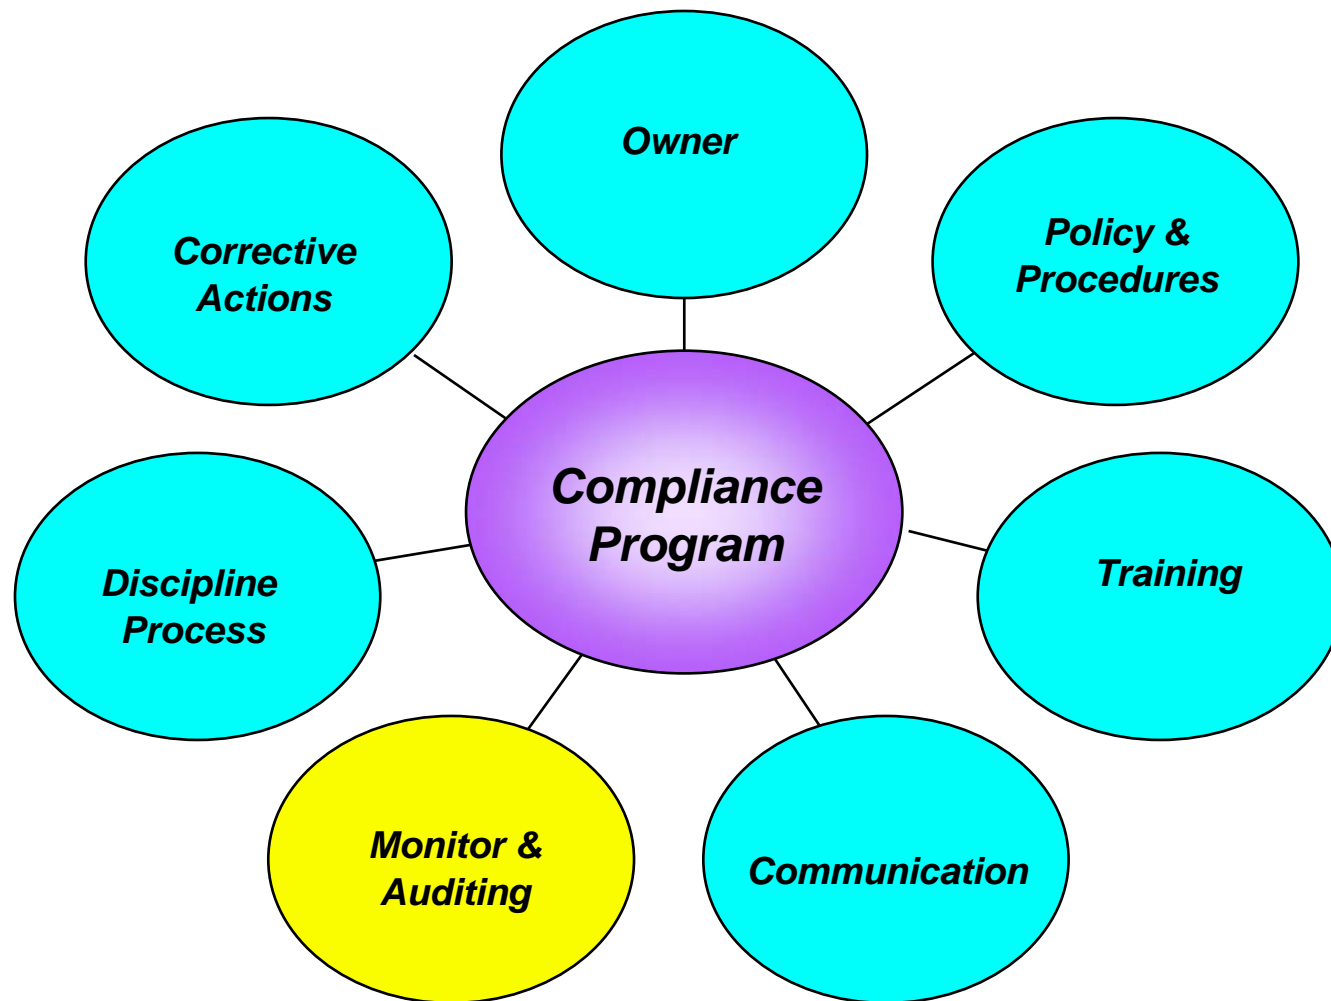 Owner
Policy &
Procedures
Corrective
Actions
Compliance
Program
Training
Discipline
Process
Monitor &
Auditing
Communication